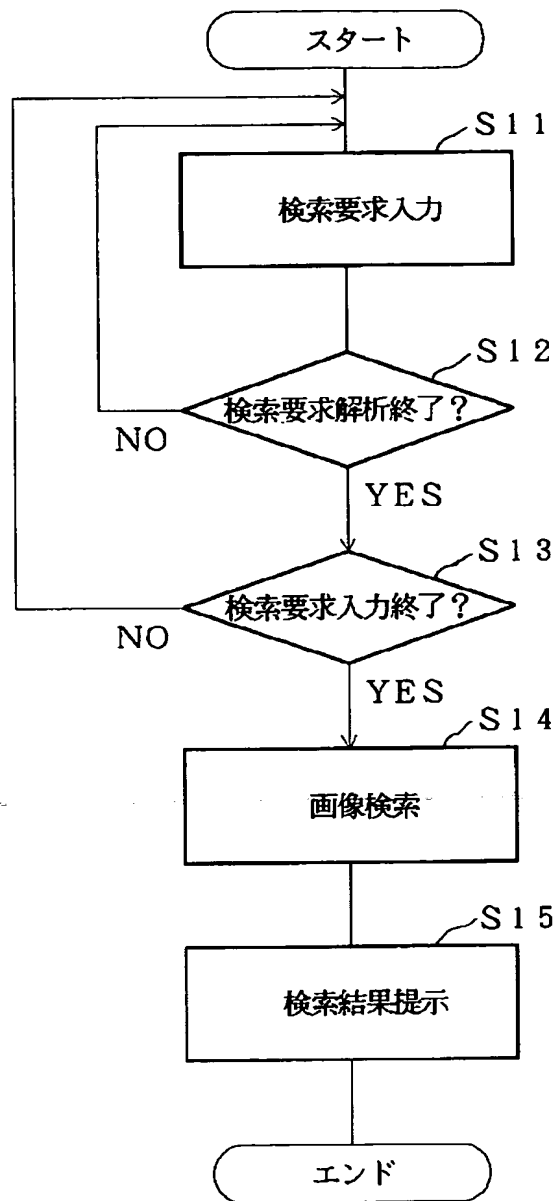 スタート
S11
検索要求入力
S12
検索要求解析終了？
NO
YES
S13
検索要求入力終了？
NO
YES
S14
画像検索
S15
検索結果提示
エンド